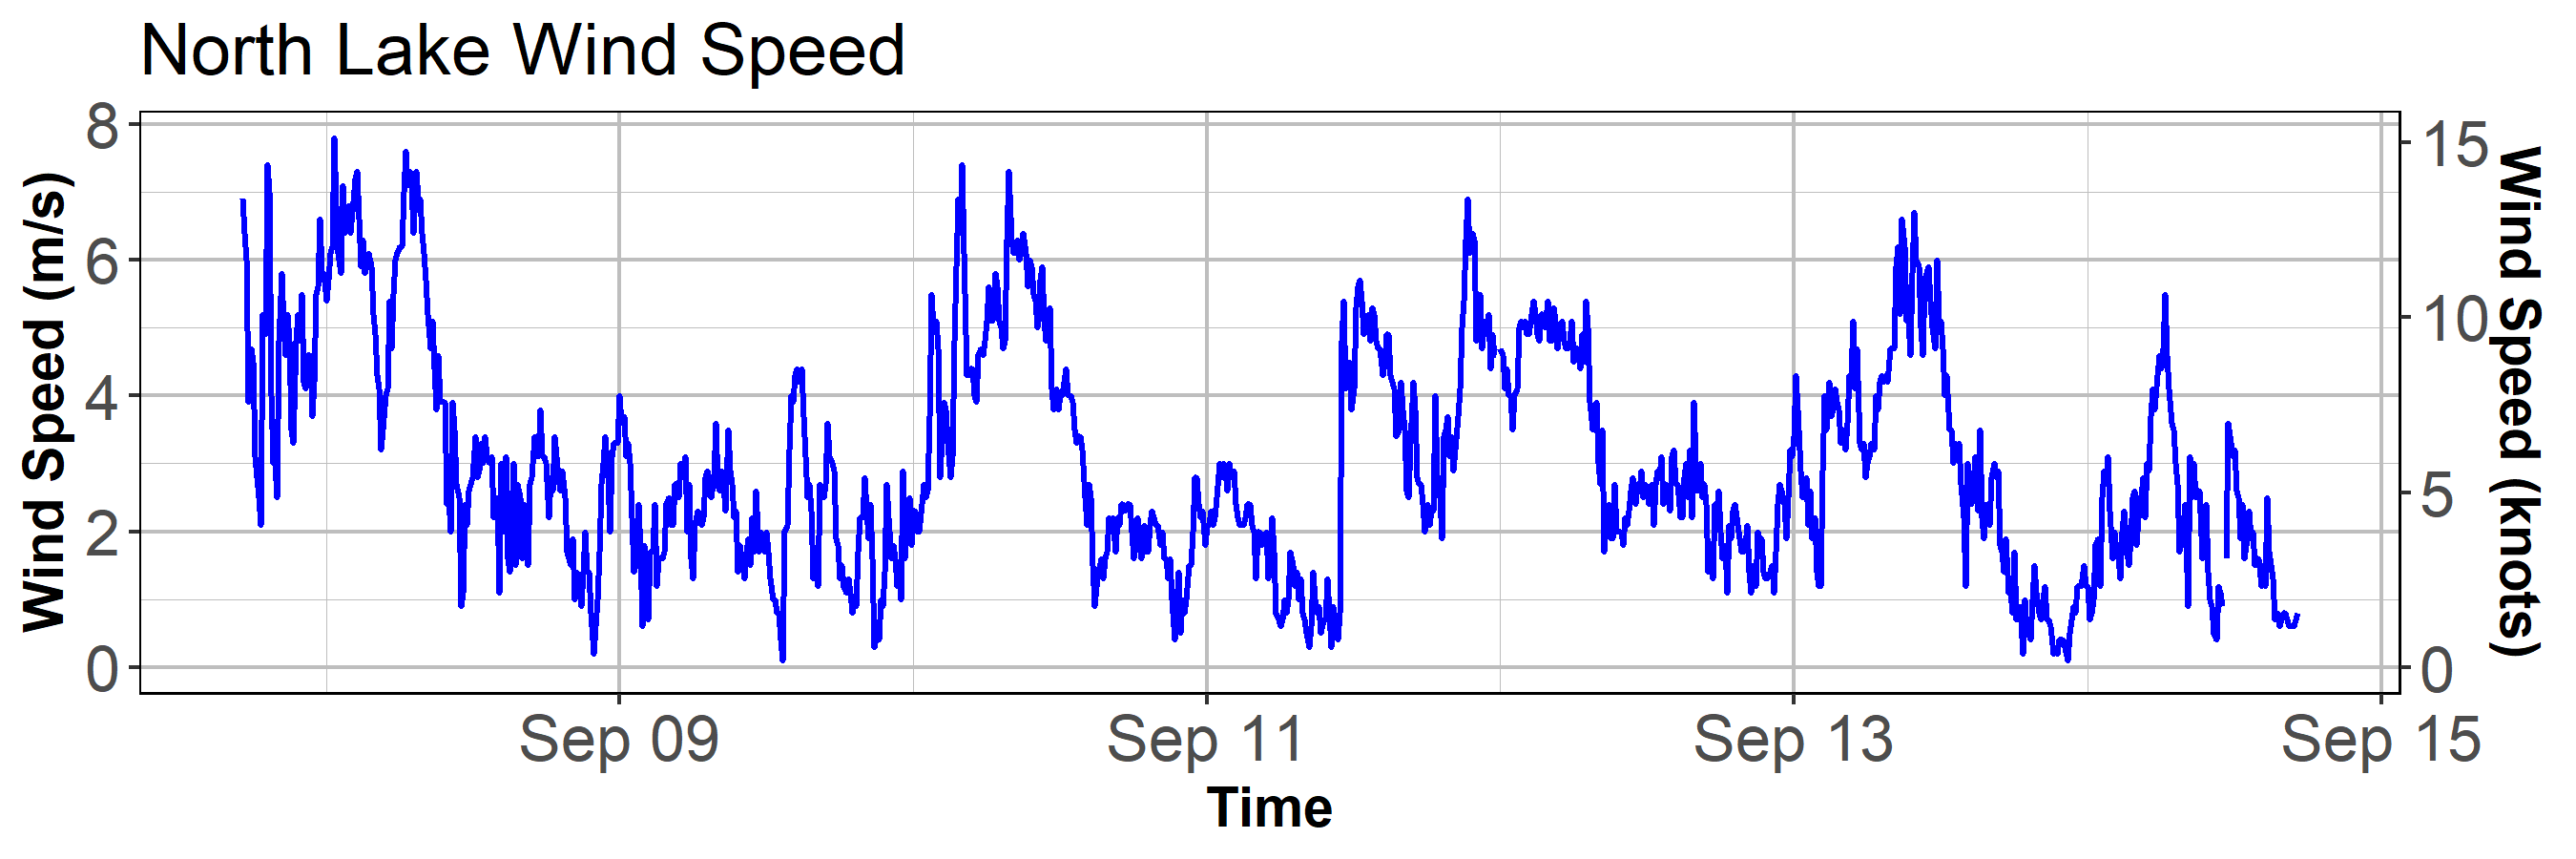 North Lake Wind Speed
Wind Speed (m/s)
8
6
4
2
0
15
10
5
0
Wind Speed (knots)
Sep 09
Sep 11
Sep 13
Sep 15
Time